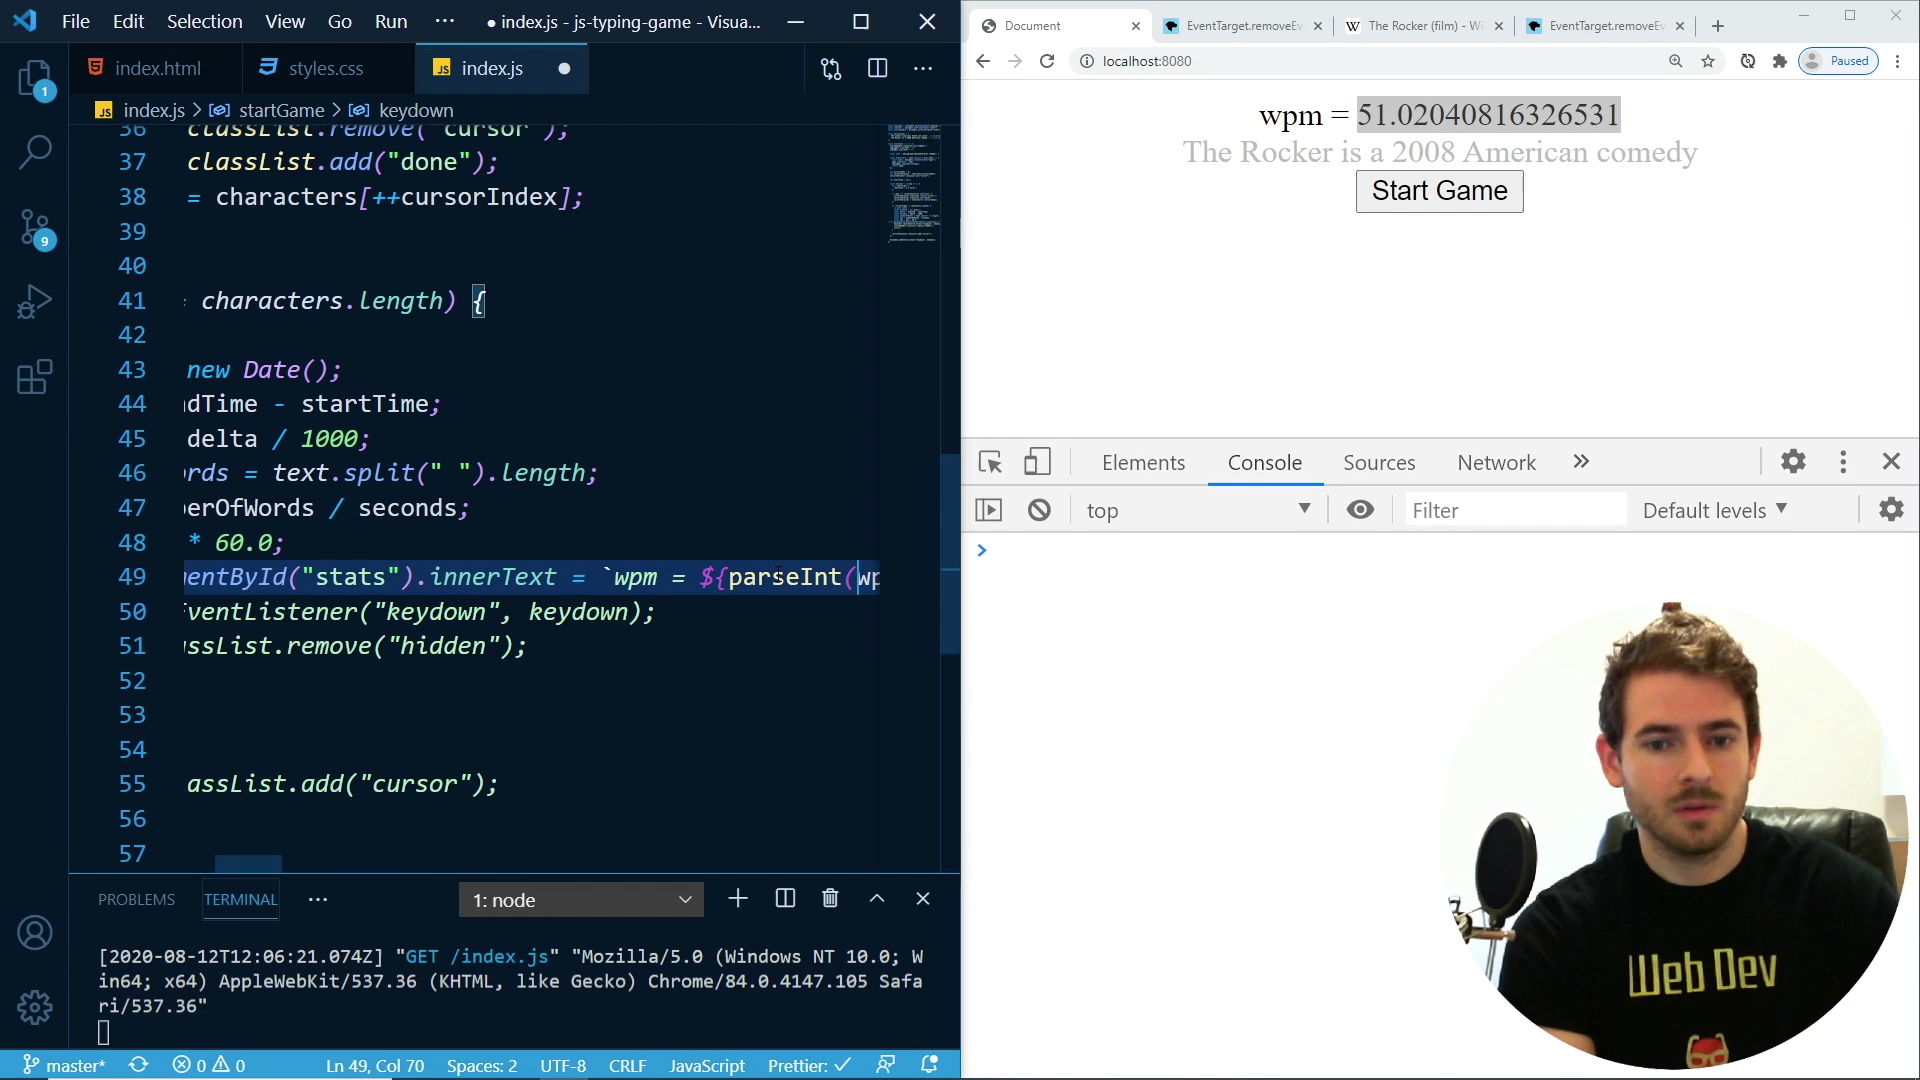 File Edit Selection View Go Run ··· ● index.js - js-typing-game - Visua...
index.html styles.css index.js ●
index.js > startGame > keydown
36 classList.remove("cursor");
37 classList.add("done");
38 = characters[++cursorIndex];
39
40
41 characters.length) {
42
43 new Date();
44 dTime - startTime;
45 delta / 1000;
46 rds = text.split(" ").length;
47 erOfWords / seconds;
48 * 60.0;
49 entById("stats").innerText = `wpm = ${parseInt(wp
50 ventListener("keydown", keydown);
51 ssList.remove("hidden");
52
53
54
55 assList.add("cursor");
56
57
PROBLEMS TERMINAL ··· 1: node
[2020-08-12T12:06:21.074Z] "GET /index.js" "Mozilla/5.0 (Windows NT 10.0; W
in64; x64) AppleWebKit/537.36 (KHTML, like Gecko) Chrome/84.0.4147.105 Safa
ri/537.36"
master* 0 0 Ln 49, Col 70 Spaces: 2 UTF-8 CRLF JavaScript Prettier: ✓
1
9
Document EventTarget.removeEv The Rocker (film) - Wi EventTarget.removeEv
localhost:8080 Paused
wpm = 51.02040816326531
The Rocker is a 2008 American comedy
Start Game
Elements Console Sources Network »
top Filter Default levels
>
Web Dev